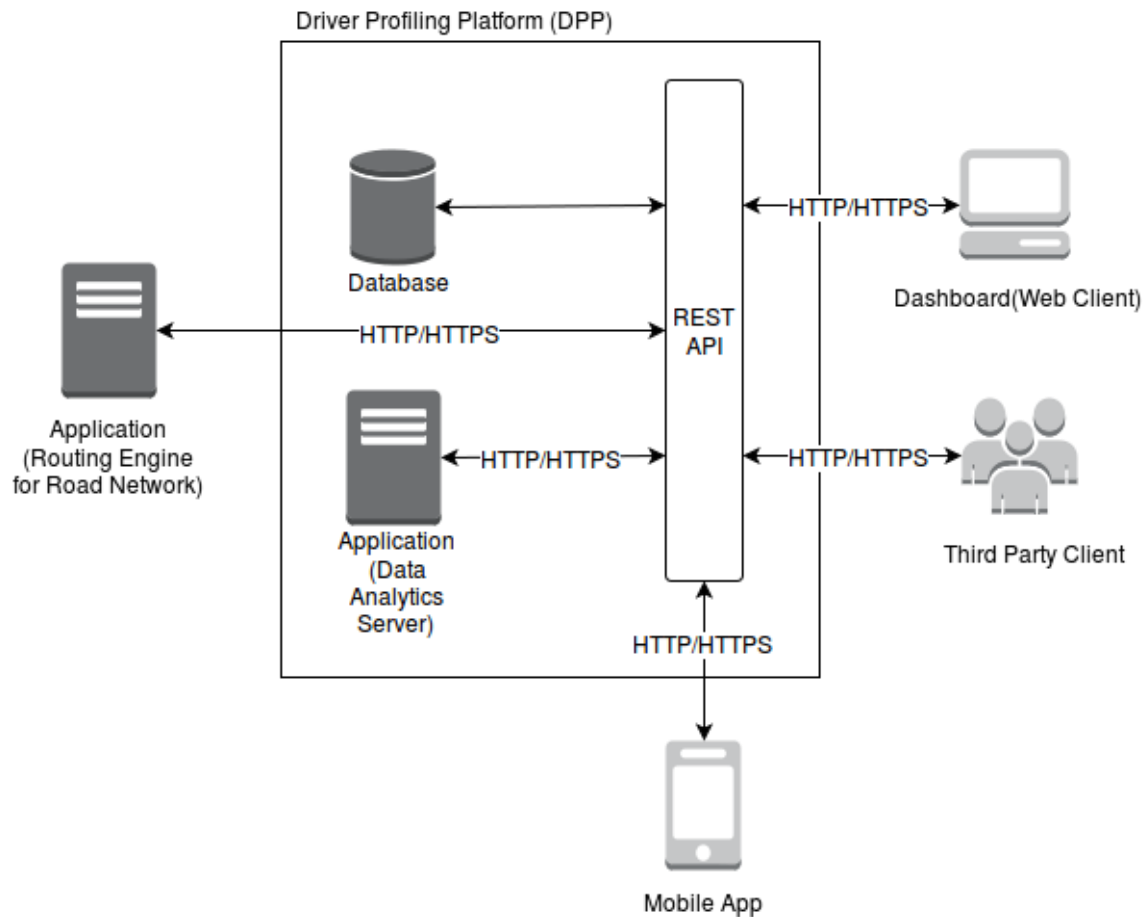 Driver Profiling Platform (DPP)
Database
HTTP/HTTPS
Dashboard(Web Client)
HTTP/HTTPS
REST
API
Application
(Routing Engine
for Road Network)
HTTP/HTTPS
HTTP/HTTPS
Application
(Data
Analytics
Server)
Third Party Client
HTTP/HTTPS
Mobile App